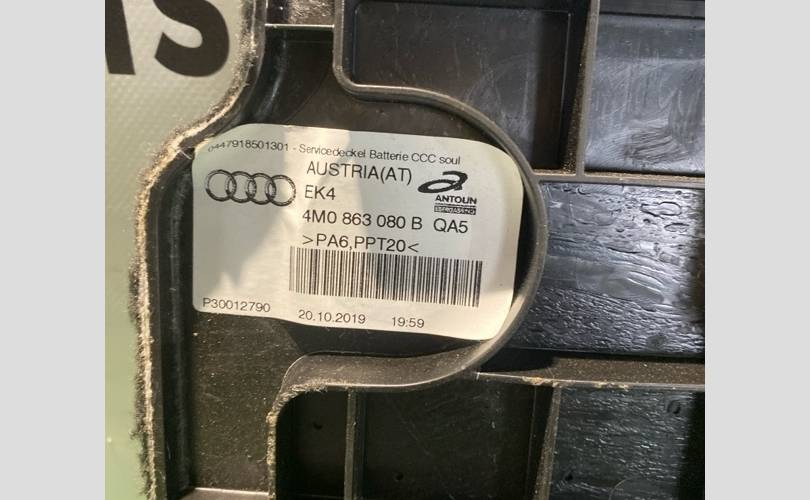 0447918501301 - Servicedeckel Batterie CCC soul
AUSTRIA(AT)
EK4
ANTOLIN
4M0 863 080 B QA5
>PA6,PPT20<
P30012790
20.10.2019 19:59